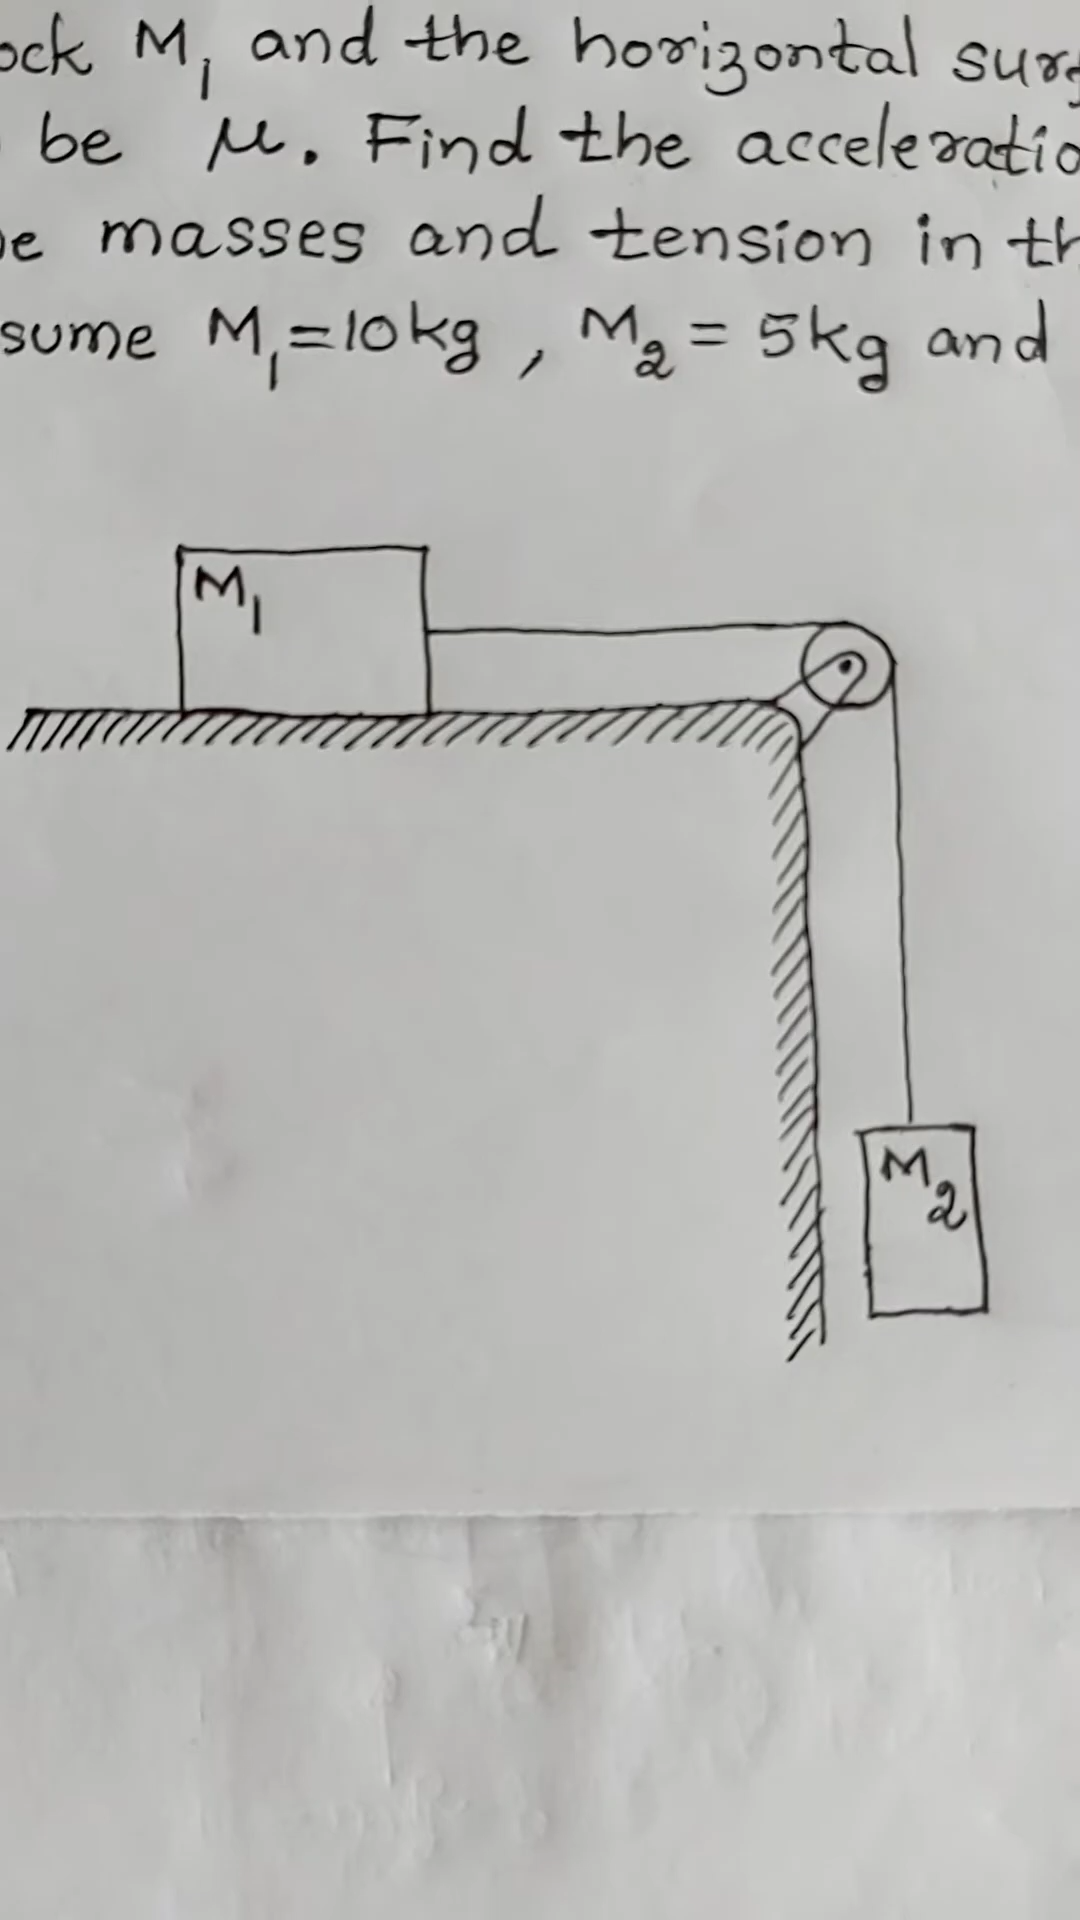 ock M₁ and the horizontal sur
be μ. Find the acceleratio
e masses and tension in th
sume M₁=10kg, M₂ = 5kg and
M₁
M₂